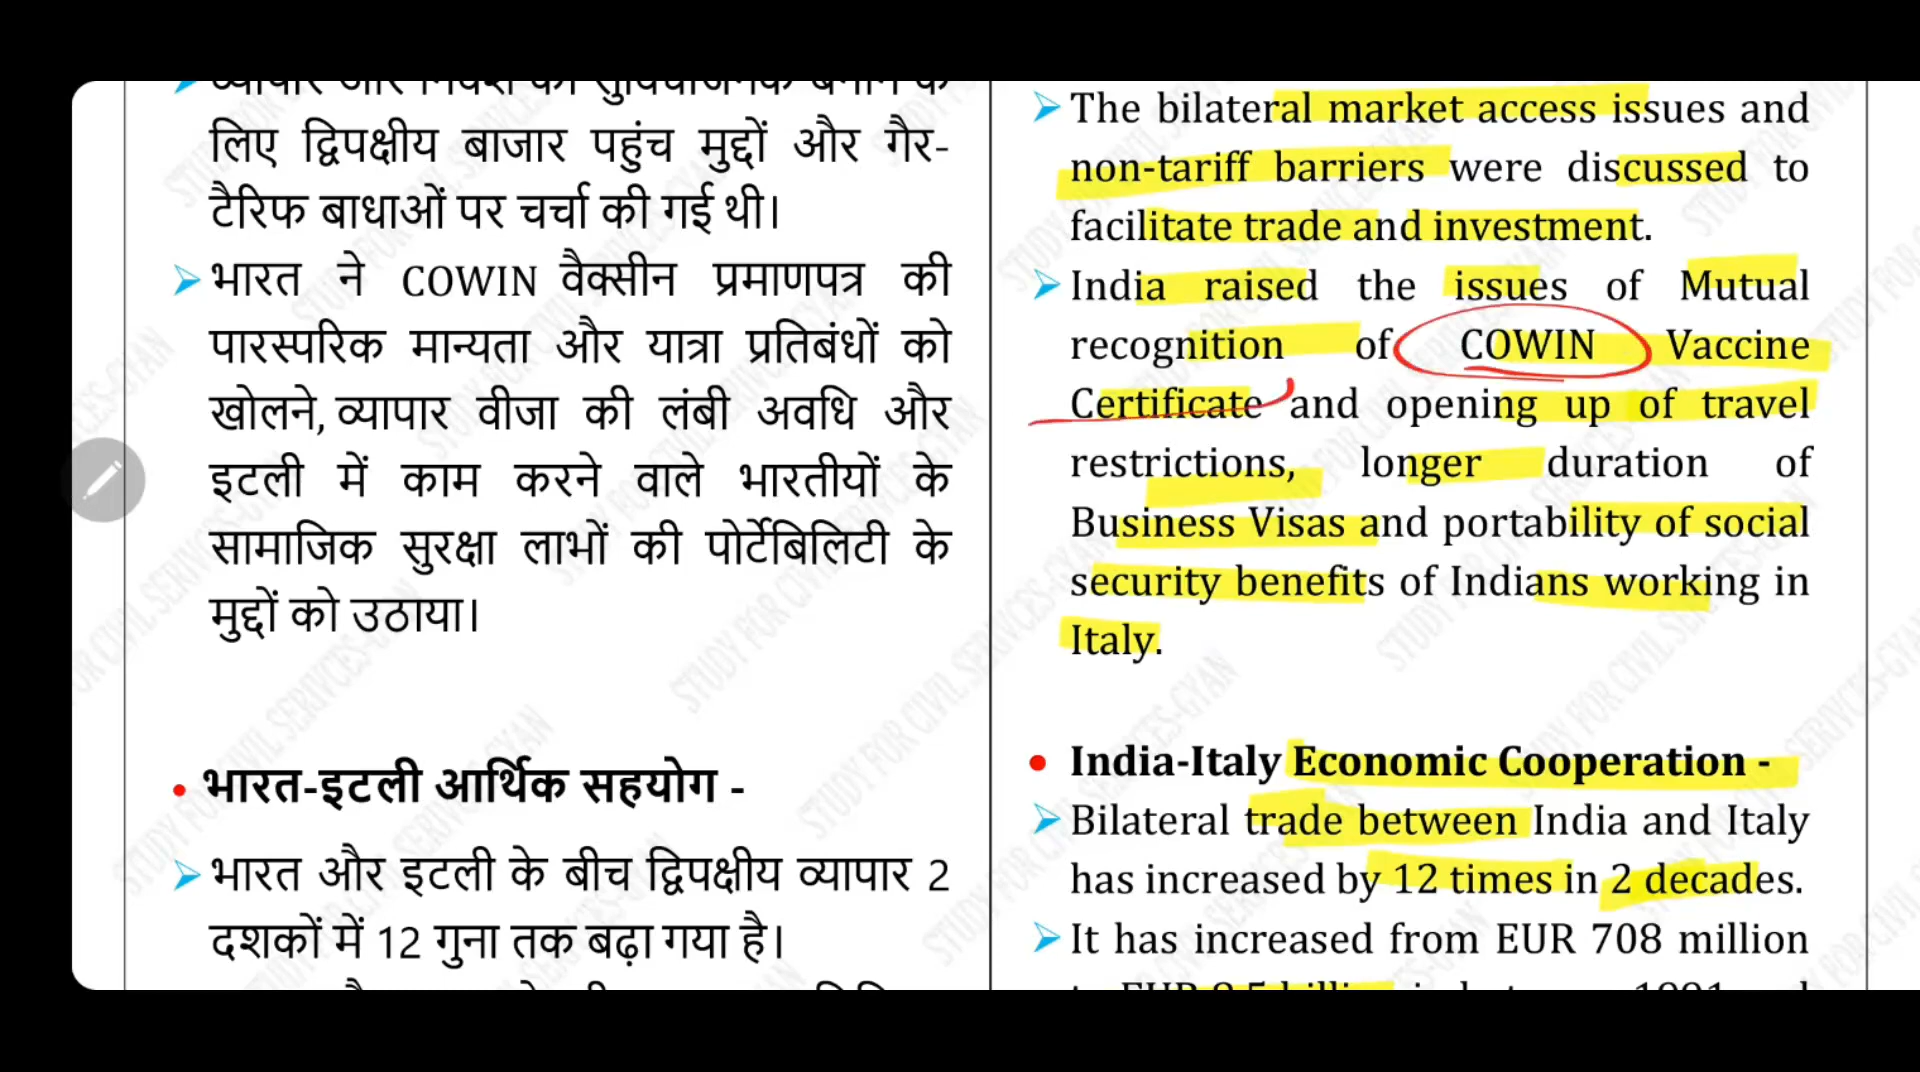 व्यापार और निवेश को सुविधाजनक बनाने के
लिए द्विपक्षीय बाजार पहुंच मुद्दों और गैर-
टैरिफ बाधाओं पर चर्चा की गई थी।
भारत ने COWIN वैक्सीन प्रमाणपत्र की
पारस्परिक मान्यता और यात्रा प्रतिबंधों को
खोलने, व्यापार वीजा की लंबी अवधि और
इटली में काम करने वाले भारतीयों के
सामाजिक सुरक्षा लाभों की पोर्टेबिलिटी के
मुद्दों को उठाया।
• भारत-इटली आर्थिक सहयोग -
भारत और इटली के बीच द्विपक्षीय व्यापार 2
दशकों में 12 गुना तक बढ़ा गया है।
The bilateral market access issues and
non-tariff barriers were discussed to
facilitate trade and investment.
India raised the issues of Mutual
recognition of COWIN Vaccine
Certificate and opening up of travel
restrictions, longer duration of
Business Visas and portability of social
security benefits of Indians working in
Italy.
• India-Italy Economic Cooperation -
Bilateral trade between India and Italy
has increased by 12 times in 2 decades.
It has increased from EUR 708 million